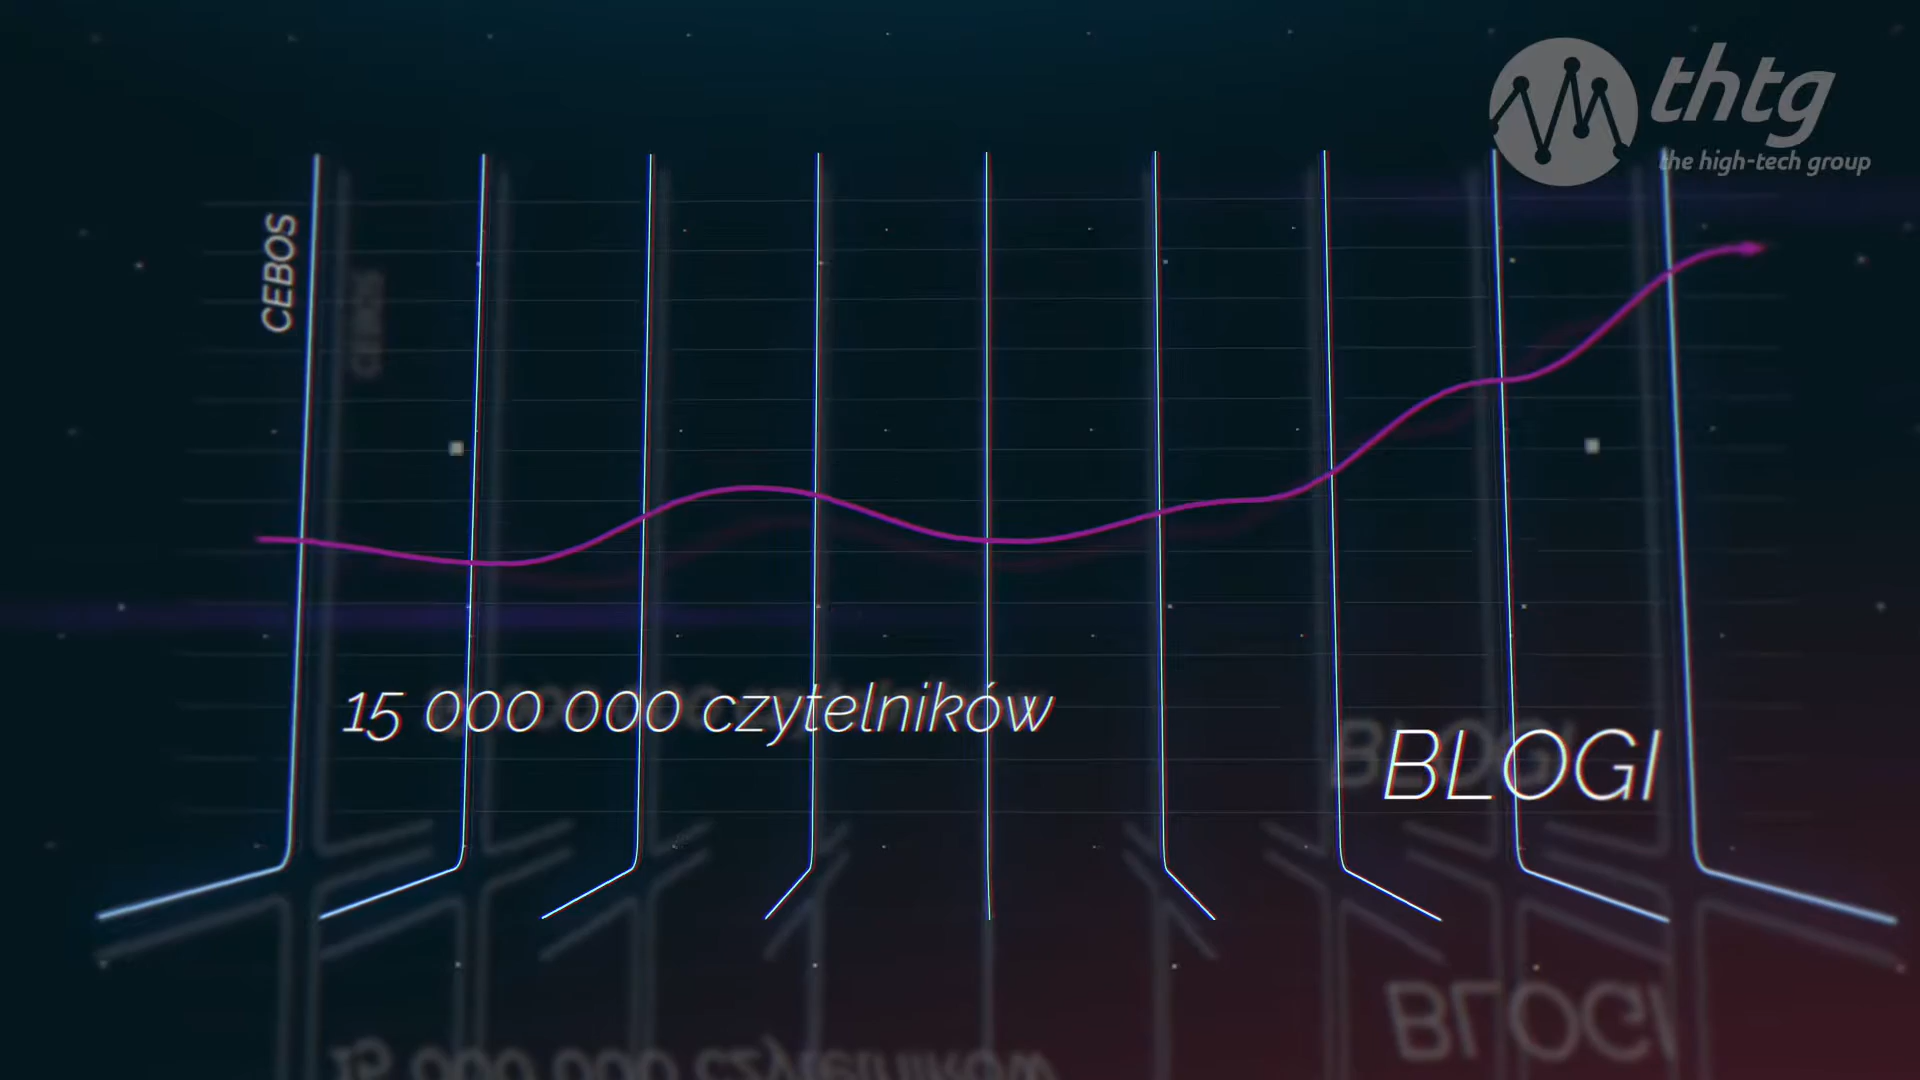 thtg
the high-tech group
CEBOS
15 000 000 czytelników
BLOGI